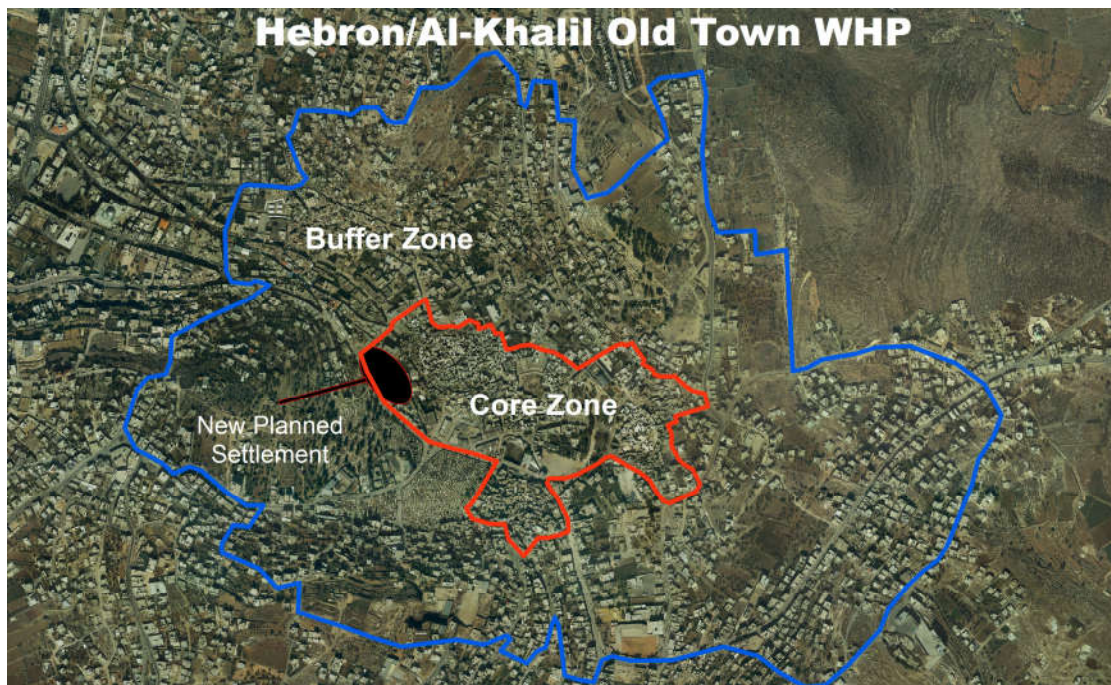 Hebron/Al-Khalil Old Town WHP
Buffer Zone
Core Zone
New Planned
Settlement